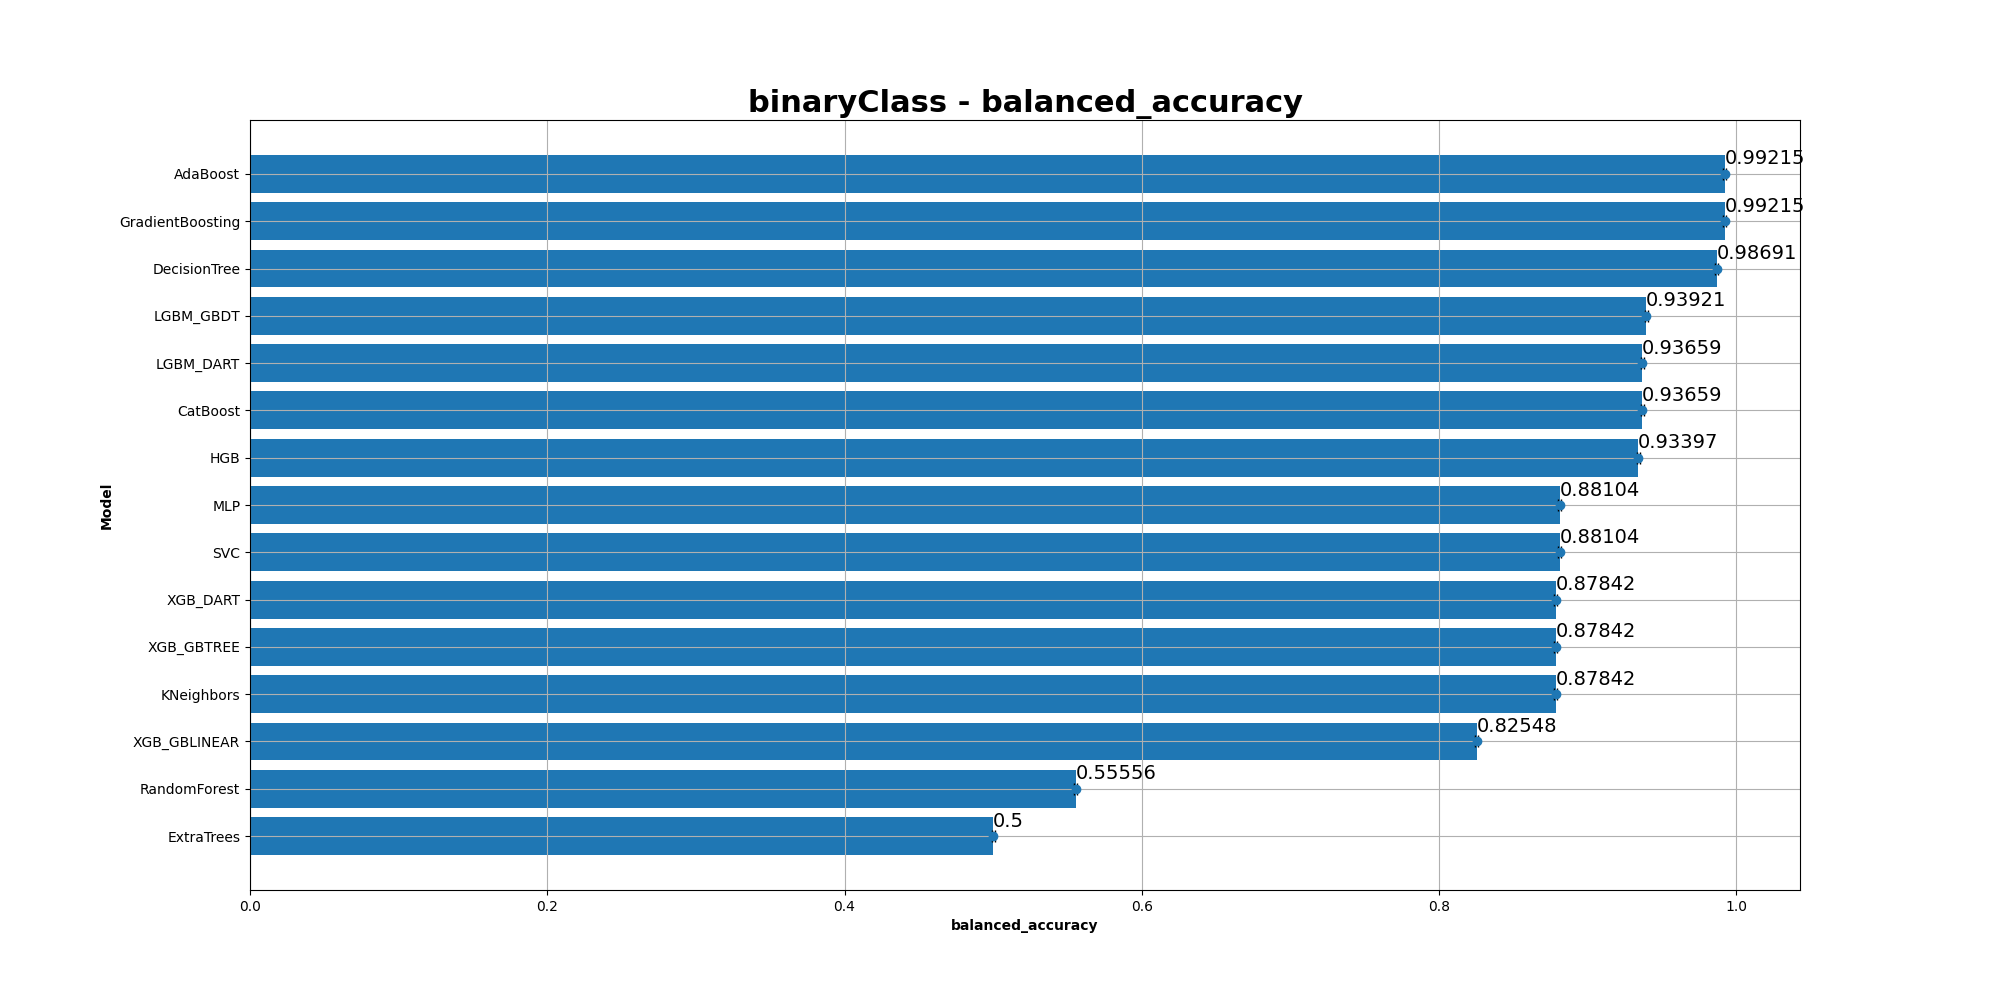 binaryClass - balanced_accuracy
AdaBoost 0.99215
GradientBoosting 0.99215
DecisionTree 0.98691
LGBM_GBDT 0.93921
LGBM_DART 0.93659
CatBoost 0.93659
HGB 0.93397
MLP 0.88104
SVC 0.88104
XGB_DART 0.87842
XGB_GBTREE 0.87842
KNeighbors 0.87842
XGB_GBLINEAR 0.82548
RandomForest 0.55556
ExtraTrees 0.5
Model
0.0 0.2 0.4 0.6 0.8 1.0
balanced_accuracy